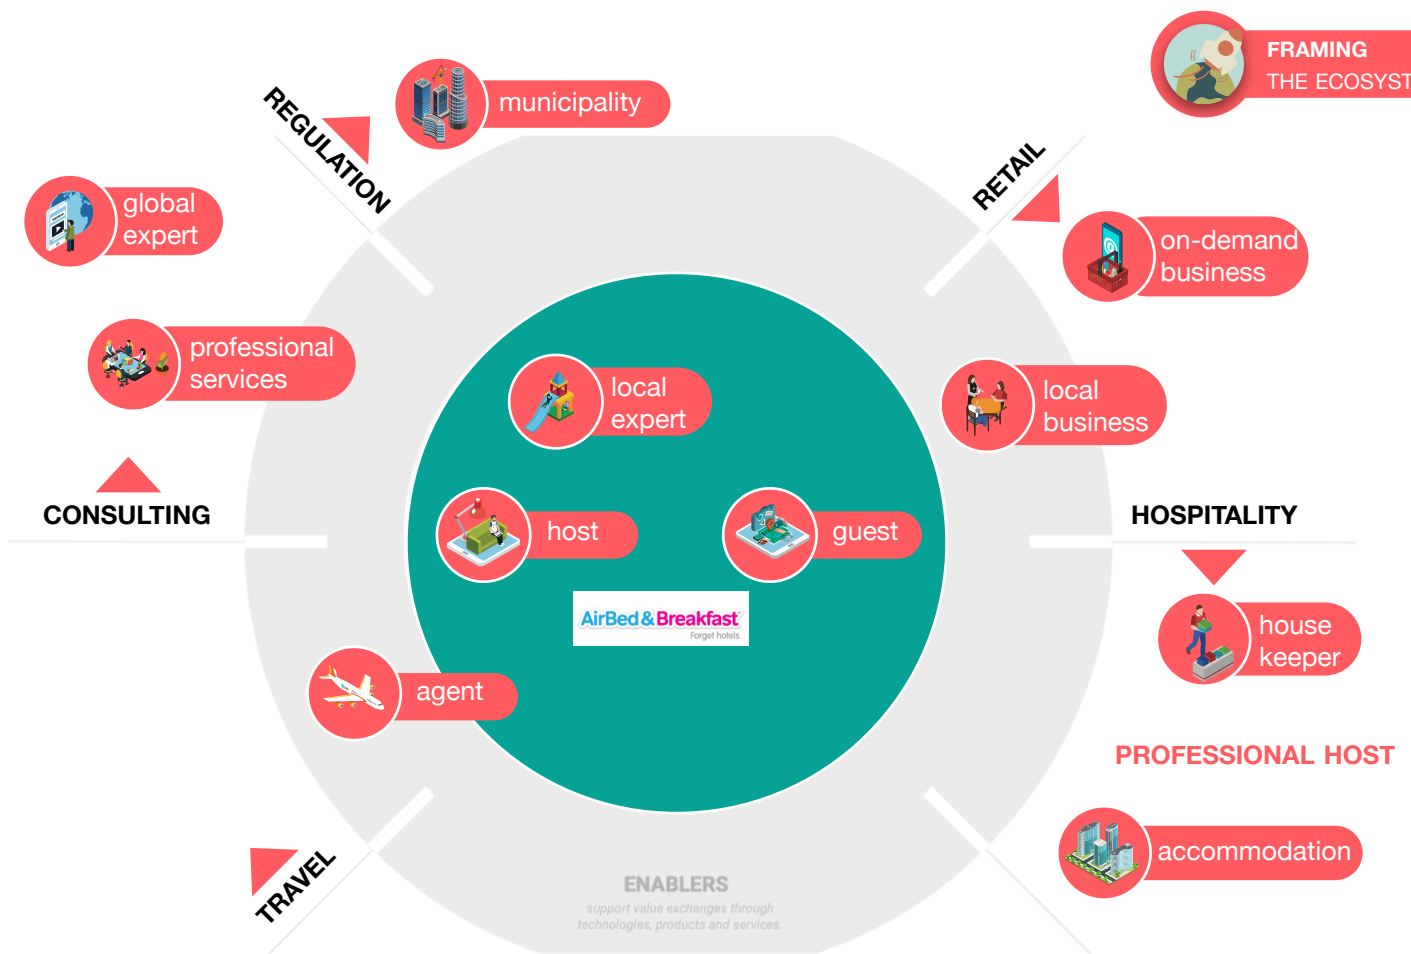 FRAMING
THE ECOSYST
municipality
REGULATION
RETAIL
global
expert
on-demand
business
professional
services
local
expert
local
business
CONSULTING
HOSPITALITY
host
guest
AirBed & Breakfast
Forget hotels.
house
keeper
agent
PROFESSIONAL HOST
accommodation
TRAVEL
ENABLERS
support value exchanges through
technologies, products and services.